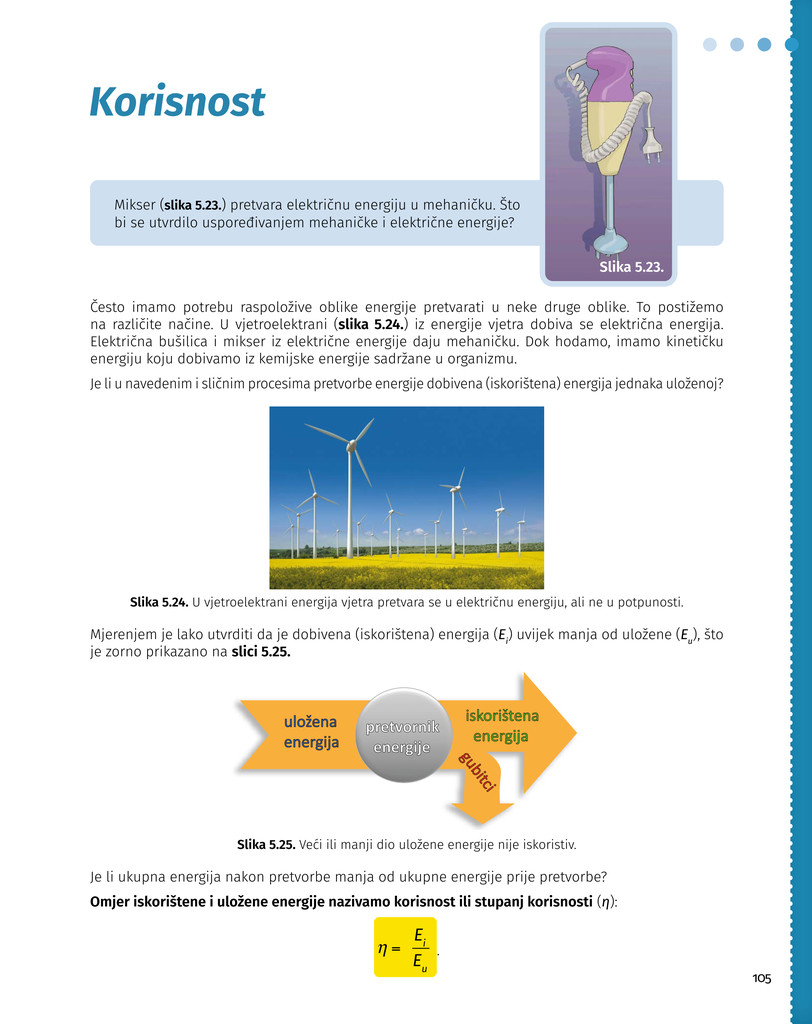 Korisnost
Mikser (slika 5.23.) pretvara električnu energiju u mehaničku. Što
bi se utvrdilo uspoređivanjem mehaničke i električne energije?
Slika 5.23.
Često imamo potrebu raspoložive oblike energije pretvarati u neke druge oblike. To postižemo
na različite načine. U vjetroelektrani (slika 5.24.) iz energije vjetra dobiva se električna energija.
Električna bušilica i mikser iz električne energije daju mehaničku. Dok hodamo, imamo kinetičku
energiju koju dobivamo iz kemijske energije sadržane u organizmu.
Je li u navedenim i sličnim procesima pretvorbe energije dobivena (iskorištena) energija jednaka uloženoj?
Slika 5.24. U vjetroelektrani energija vjetra pretvara se u električnu energiju, ali ne u potpunosti.
Mjerenjem je lako utvrditi da je dobivena (iskorištena) energija (Eᵢ) uvijek manja od uložene (Eᵤ), što
je zorno prikazano na slici 5.25.
uložena
energija
pretvornik
energije
iskorištena
energija
gubitci
Slika 5.25. Veći ili manji dio uložene energije nije iskoristiv.
Je li ukupna energija nakon pretvorbe manja od ukupne energije prije pretvorbe?
Omjer iskorištene i uložene energije nazivamo korisnost ili stupanj korisnosti (η):
η = Eᵢ / Eᵤ .
105